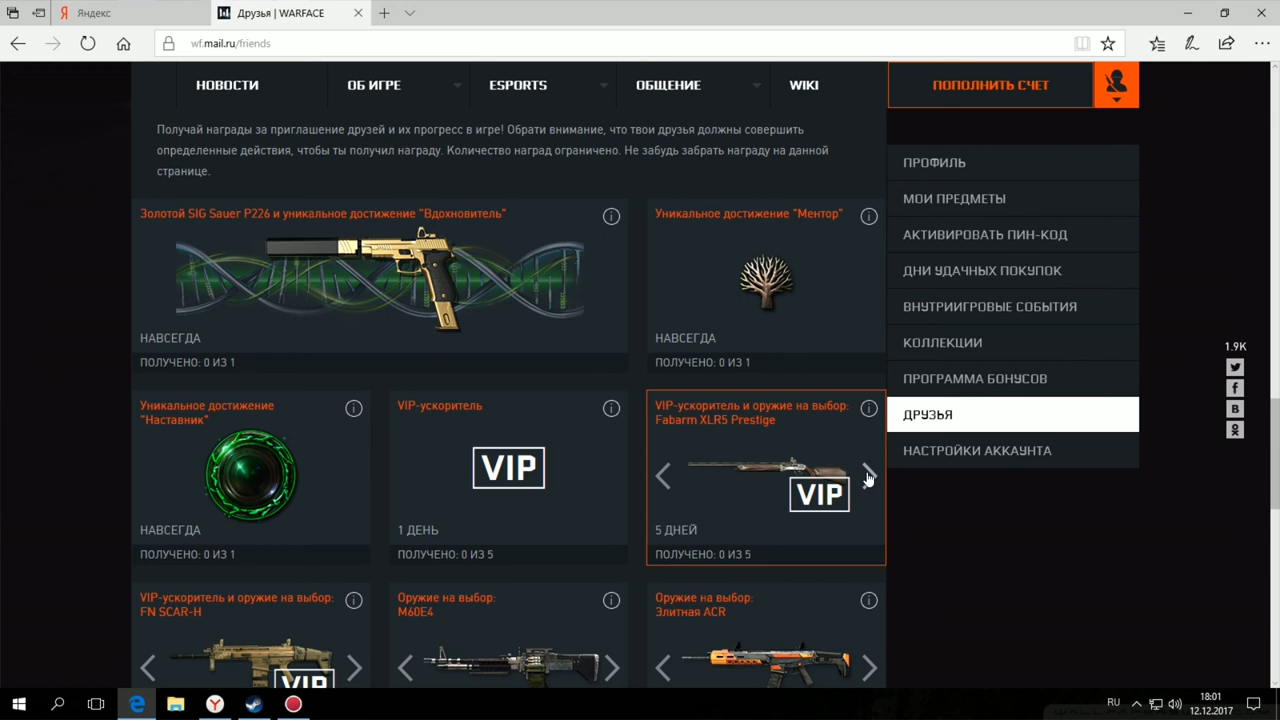 Яндекс
Друзья | WARFACE
wf.mail.ru/friends
НОВОСТИ
ОБ ИГРЕ
ESPORTS
ОБЩЕНИЕ
WIKI
ПОПОЛНИТЬ СЧЕТ
Получай награды за приглашение друзей и их прогресс в игре! Обрати внимание, что твои друзья должны совершить
определенные действия, чтобы ты получил награду. Количество наград ограничено. Не забудь забрать награду на данной
странице.
Золотой SIG Sauer P226 и уникальное достижение "Вдохновитель"
НАВСЕГДА
ПОЛУЧЕНО: 0 ИЗ 1
Уникальное достижение "Ментор"
НАВСЕГДА
ПОЛУЧЕНО: 0 ИЗ 1
Уникальное достижение
"Наставник"
НАВСЕГДА
ПОЛУЧЕНО: 0 ИЗ 1
VIP-ускоритель
VIP
1 ДЕНЬ
ПОЛУЧЕНО: 0 ИЗ 5
VIP-ускоритель и оружие на выбор:
Fabarm XLR5 Prestige
VIP
5 ДНЕЙ
ПОЛУЧЕНО: 0 ИЗ 5
VIP-ускоритель и оружие на выбор:
FN SCAR-H
VIP
Оружие на выбор:
M60E4
Оружие на выбор:
Элитная ACR
ПРОФИЛЬ
МОИ ПРЕДМЕТЫ
АКТИВИРОВАТЬ ПИН-КОД
ДНИ УДАЧНЫХ ПОКУПОК
ВНУТРИИГРОВЫЕ СОБЫТИЯ
КОЛЛЕКЦИИ
ПРОГРАММА БОНУСОВ
ДРУЗЬЯ
НАСТРОЙКИ АККАУНТА
1.9K
RU
18:01
12.12.2017